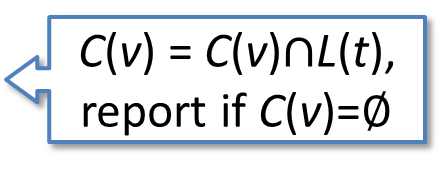 C(v) = C(v)∩L(t),
report if C(v)=∅